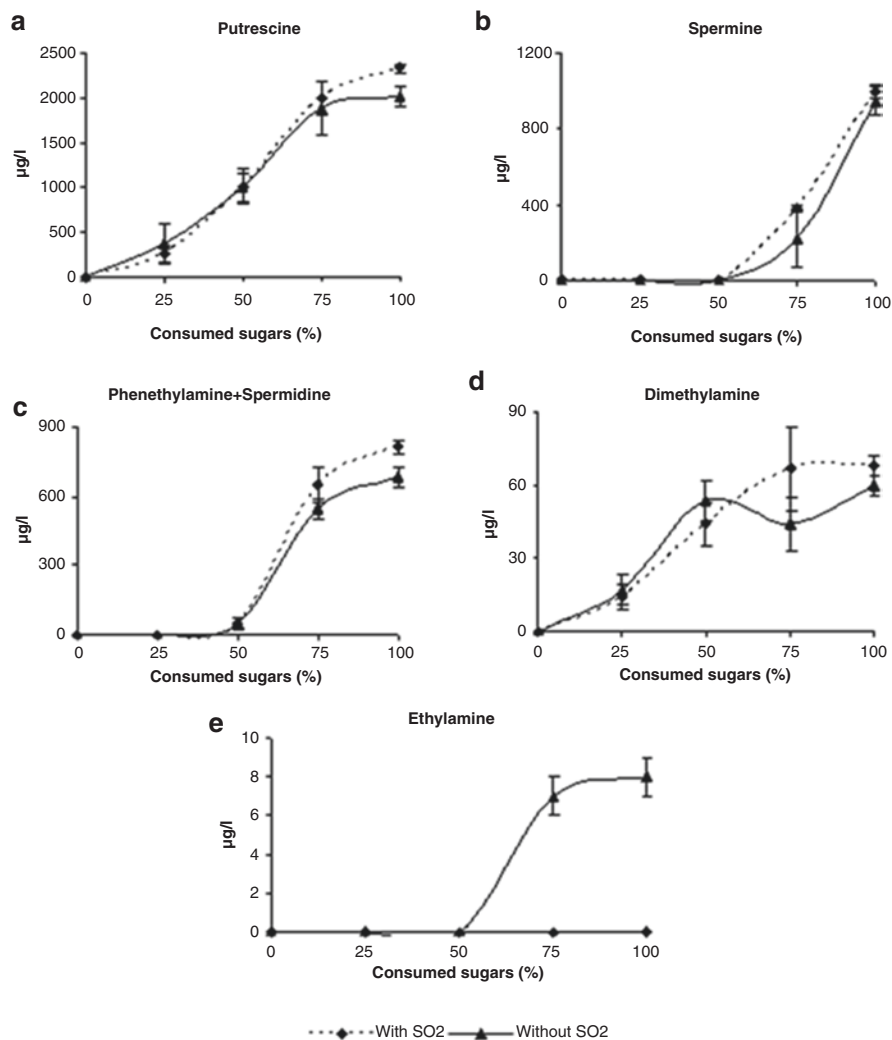 a
Putrescine
2500
2000
1500
1000
500
0
µg/l
0 25 50 75 100
Consumed sugars (%)
b
Spermine
1200
800
400
0
µg/l
0 25 50 75 100
Consumed sugars (%)
c
Phenethylamine+Spermidine
900
600
300
0
µg/l
0 25 50 75 100
Consumed sugars (%)
d
Dimethylamine
90
60
30
0
µg/l
0 25 50 75 100
Consumed sugars (%)
e
Ethylamine
10
8
6
4
2
0
µg/l
0 25 50 75 100
Consumed sugars (%)
With SO2 Without SO2